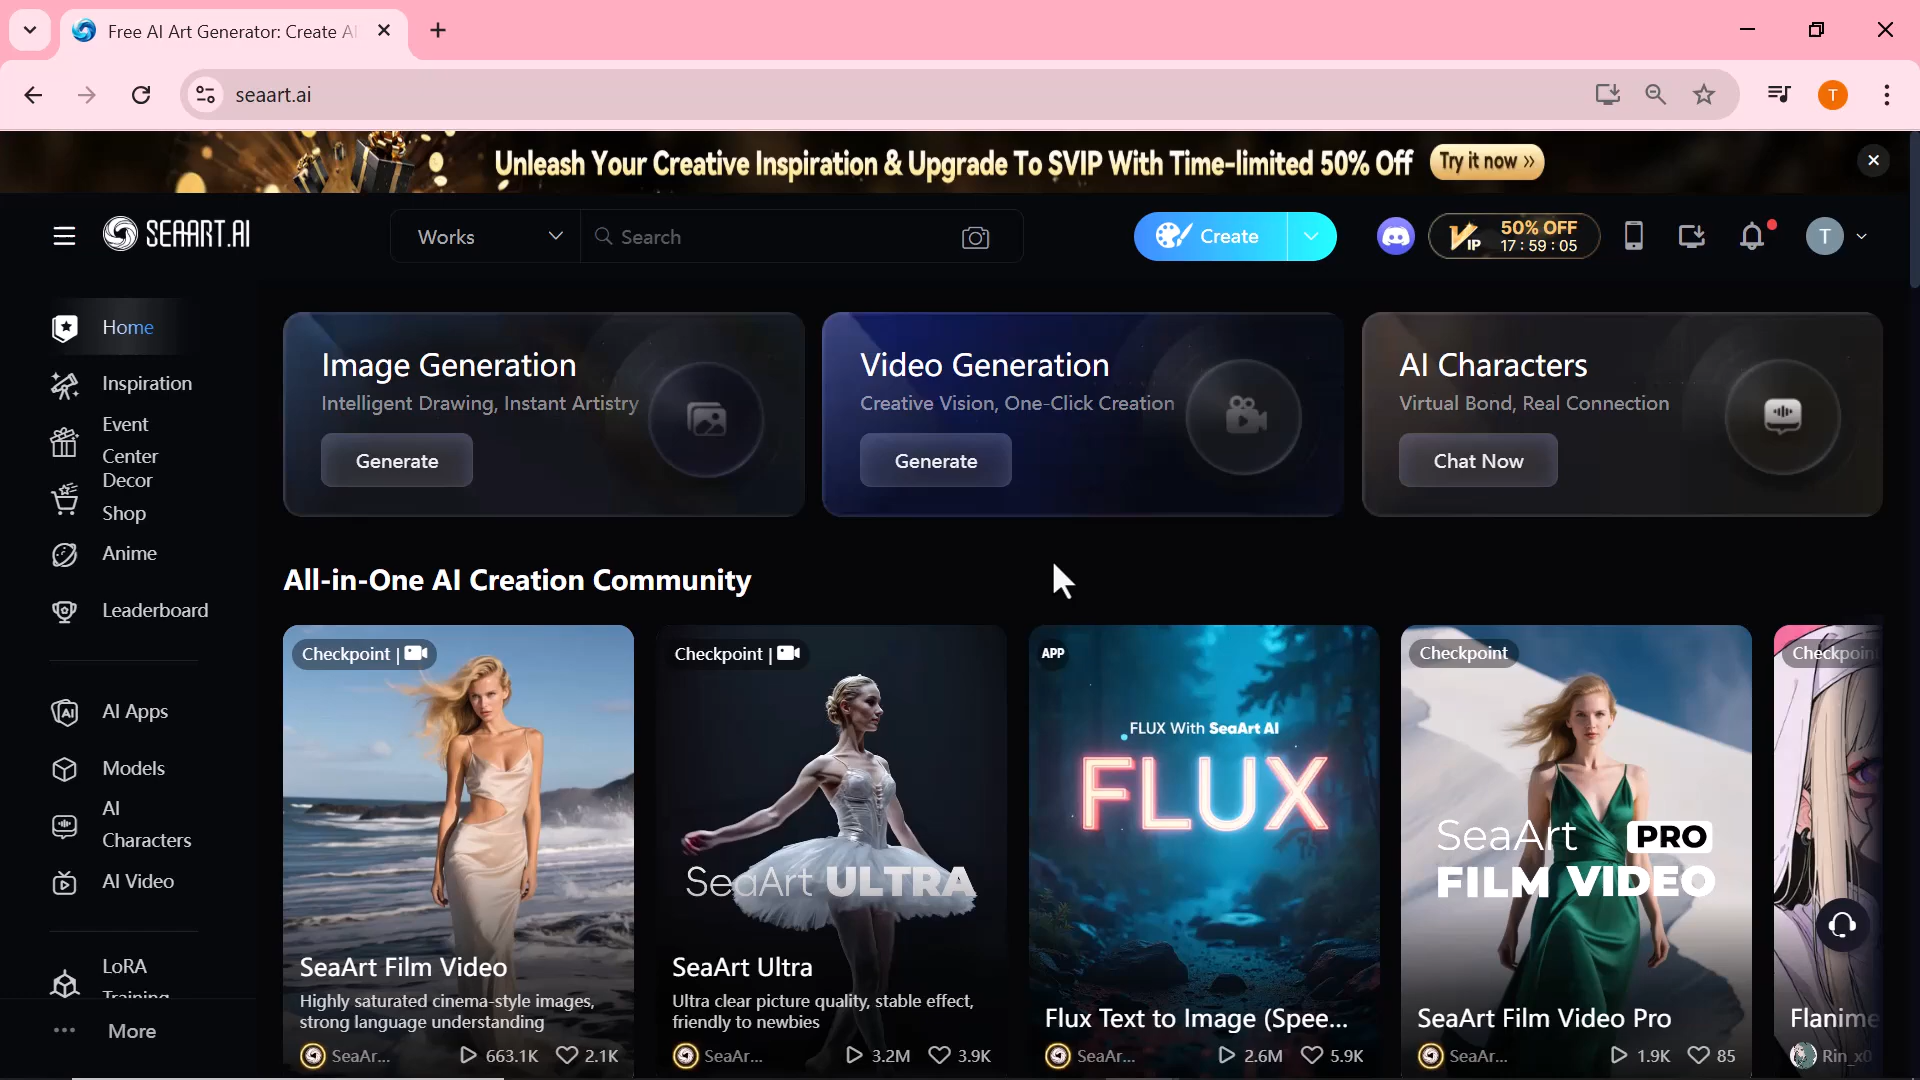 Free AI Art Generator: Create AI
seaart.ai
T
Unleash Your Creative Inspiration & Upgrade To SVIP With Time-limited 50% Off
Try it now »
SEAART.AI
Works
Search
Create
VIP
50% OFF
17 : 59 : 05
T
Home
Inspiration
Event
Center
Decor
Shop
Anime
Leaderboard
AI Apps
Models
AI
Characters
AI Video
LoRA
Training
More
Image Generation
Intelligent Drawing, Instant Artistry
Generate
Video Generation
Creative Vision, One-Click Creation
Generate
AI Characters
Virtual Bond, Real Connection
Chat Now
All-in-One AI Creation Community
Checkpoint |
SeaArt Film Video
Highly saturated cinema-style images,
strong language understanding
SeaAr...
663.1K
2.1K
Checkpoint |
SeaArt ULTRA
SeaArt Ultra
Ultra clear picture quality, stable effect,
friendly to newbies
SeaAr...
3.2M
3.9K
APP
FLUX With SeaArt AI
FLUX
Flux Text to Image (Spee...
SeaAr...
2.6M
5.9K
Checkpoint
SeaArt PRO
FILM VIDEO
SeaArt Film Video Pro
SeaAr...
1.9K
85
Checkpoint
Flanime
Rin_x0